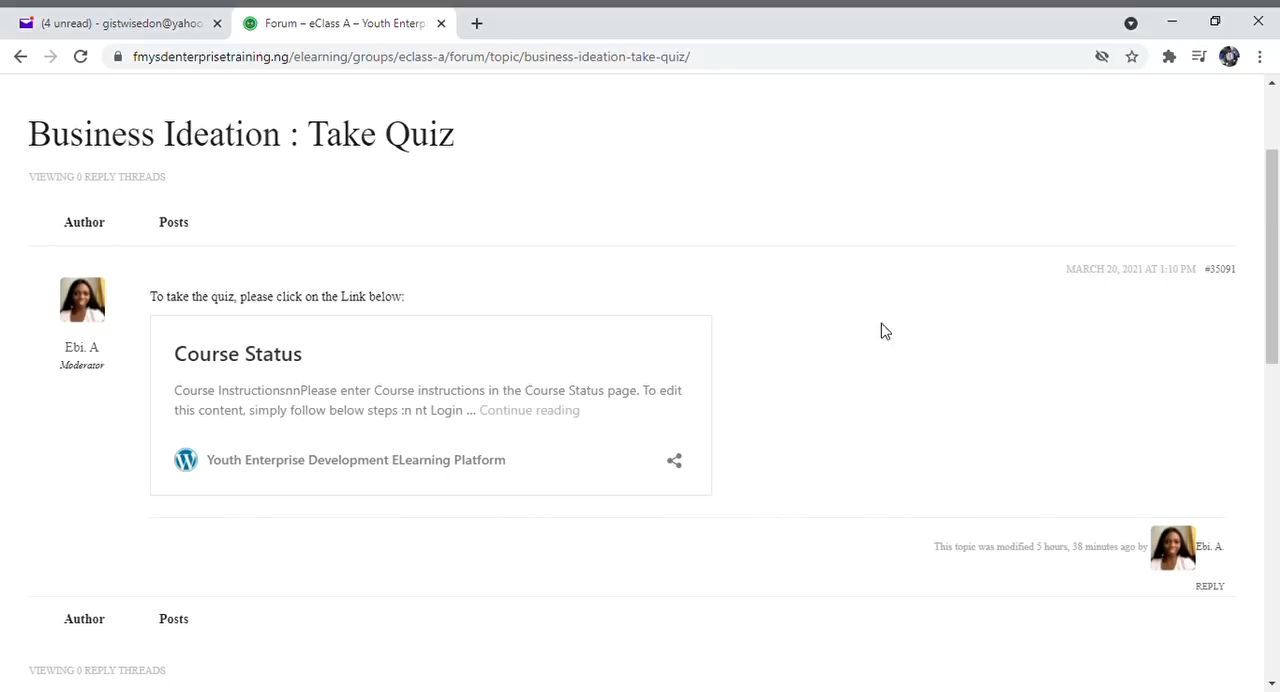 (4 unread) - gistwisedon@yahoo
Forum – eClass A – Youth Enterp
fmysdenterprisetraining.ng/elearning/groups/eclass-a/forum/topic/business-ideation-take-quiz/
Business Ideation : Take Quiz
VIEWING 0 REPLY THREADS
Author Posts
MARCH 20, 2021 AT 1:10 PM #35091
To take the quiz, please click on the Link below:
Ebi. A
Moderator
Course Status
Course InstructionsnnPlease enter Course instructions in the Course Status page. To edit
this content, simply follow below steps :n nt Login ... Continue reading
Youth Enterprise Development ELearning Platform
This topic was modified 5 hours, 38 minutes ago by Ebi. A.
REPLY
Author Posts
VIEWING 0 REPLY THREADS